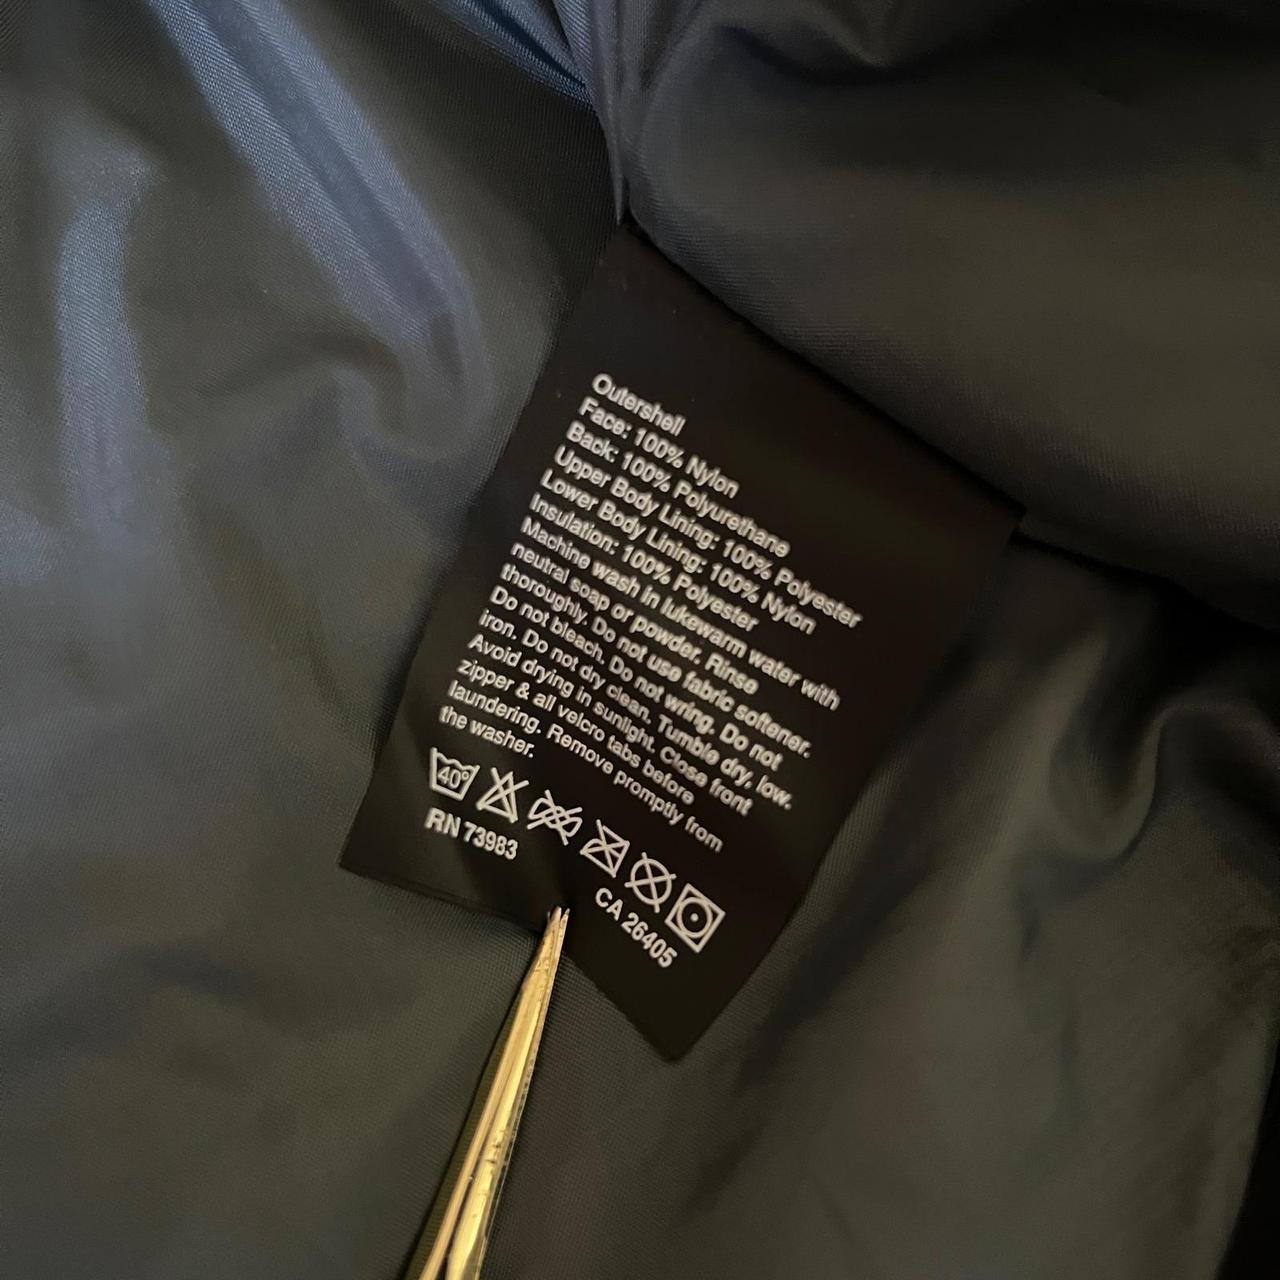 Outershell
Face: 100% Nylon
Back: 100% Polyurethane
Upper Body Lining: 100% Polyester
Lower Body Lining: 100% Nylon
Insulation: 100% Polyester
Machine wash in lukewarm water with
neutral soap or powder. Rinse
thoroughly. Do not use fabric softener.
Do not bleach. Do not wring. Do not
iron. Do not dry clean. Tumble dry, low.
Avoid drying in sunlight. Close front
zipper & all velcro tabs before
laundering. Remove promptly from
the washer.
40°
RN 73983
CA 26405